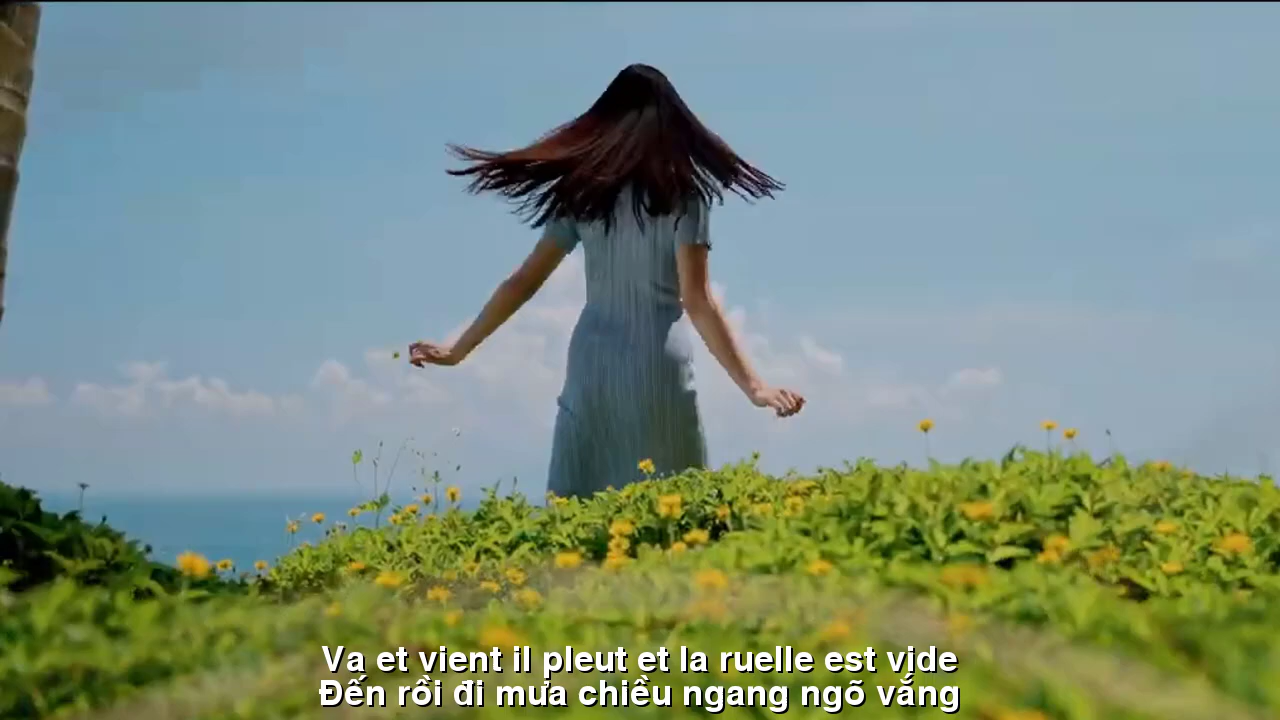 Va et vient il pleut et la ruelle est vide
Đến rồi đi mưa chiều ngang ngõ vắng